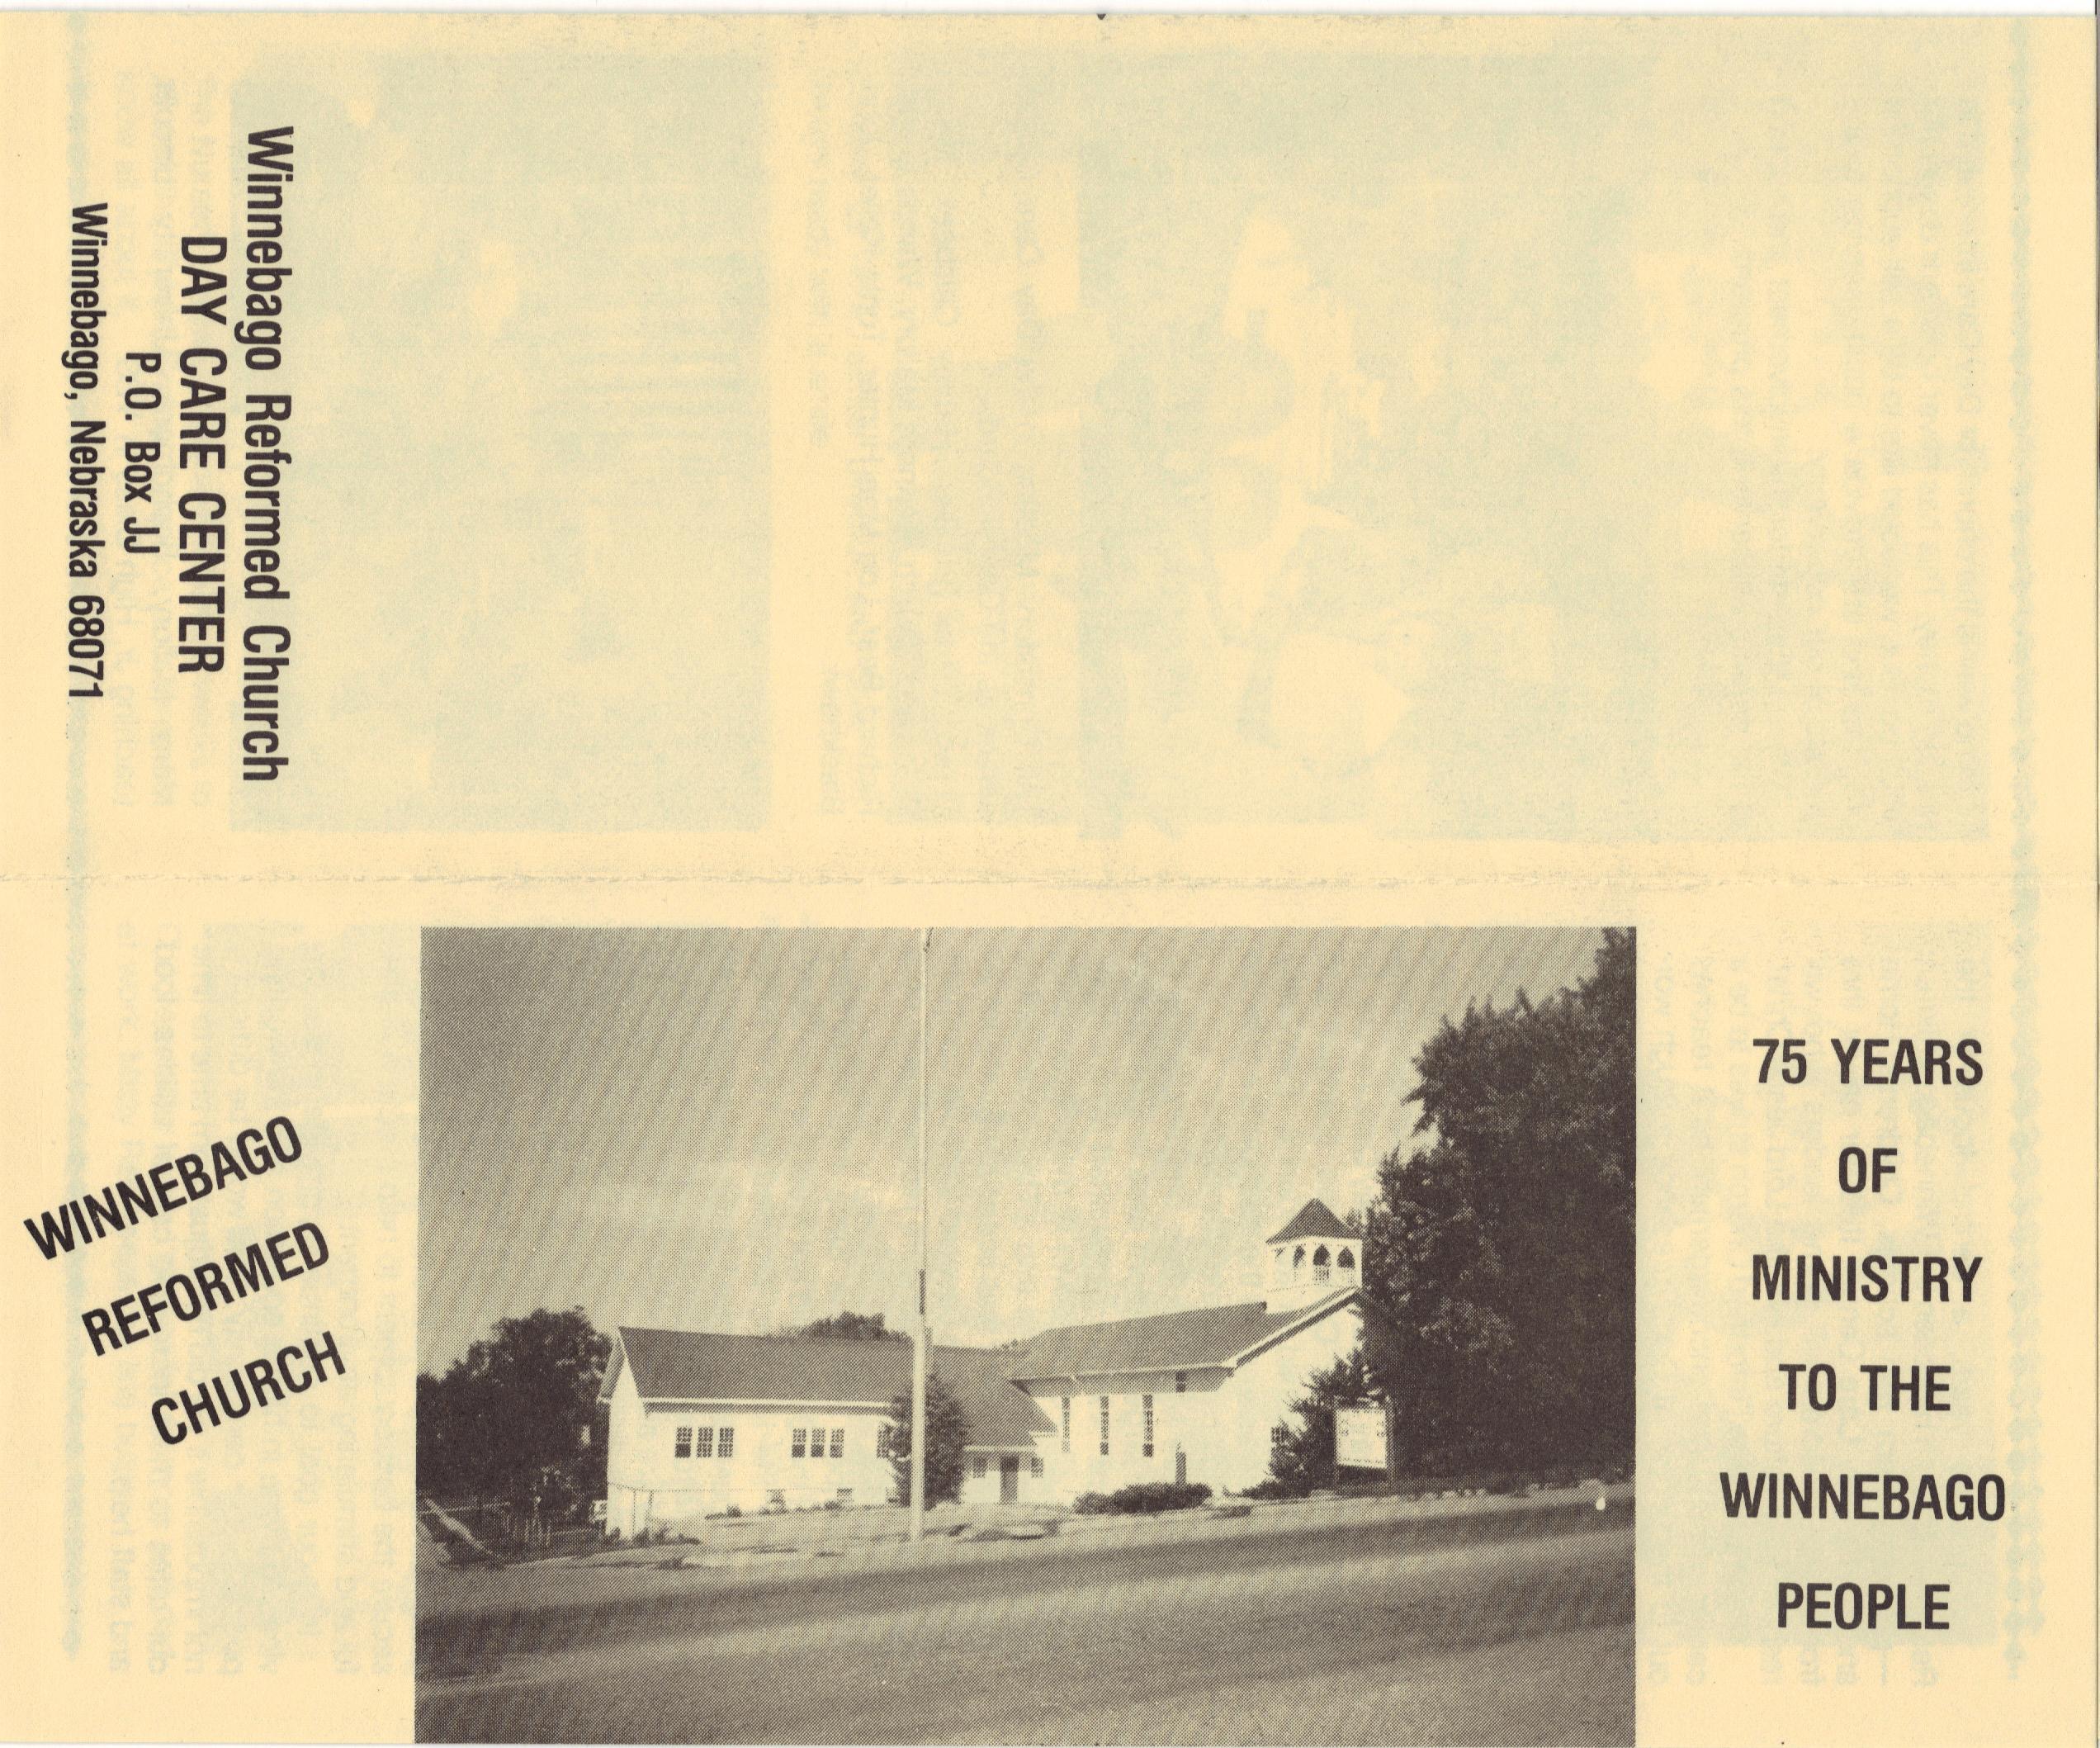 Winnebago Reformed Church
DAY CARE CENTER
P.O. Box JJ
Winnebago, Nebraska 68071
WINNEBAGO
REFORMED
CHURCH
75 YEARS
OF
MINISTRY
TO THE
WINNEBAGO
PEOPLE